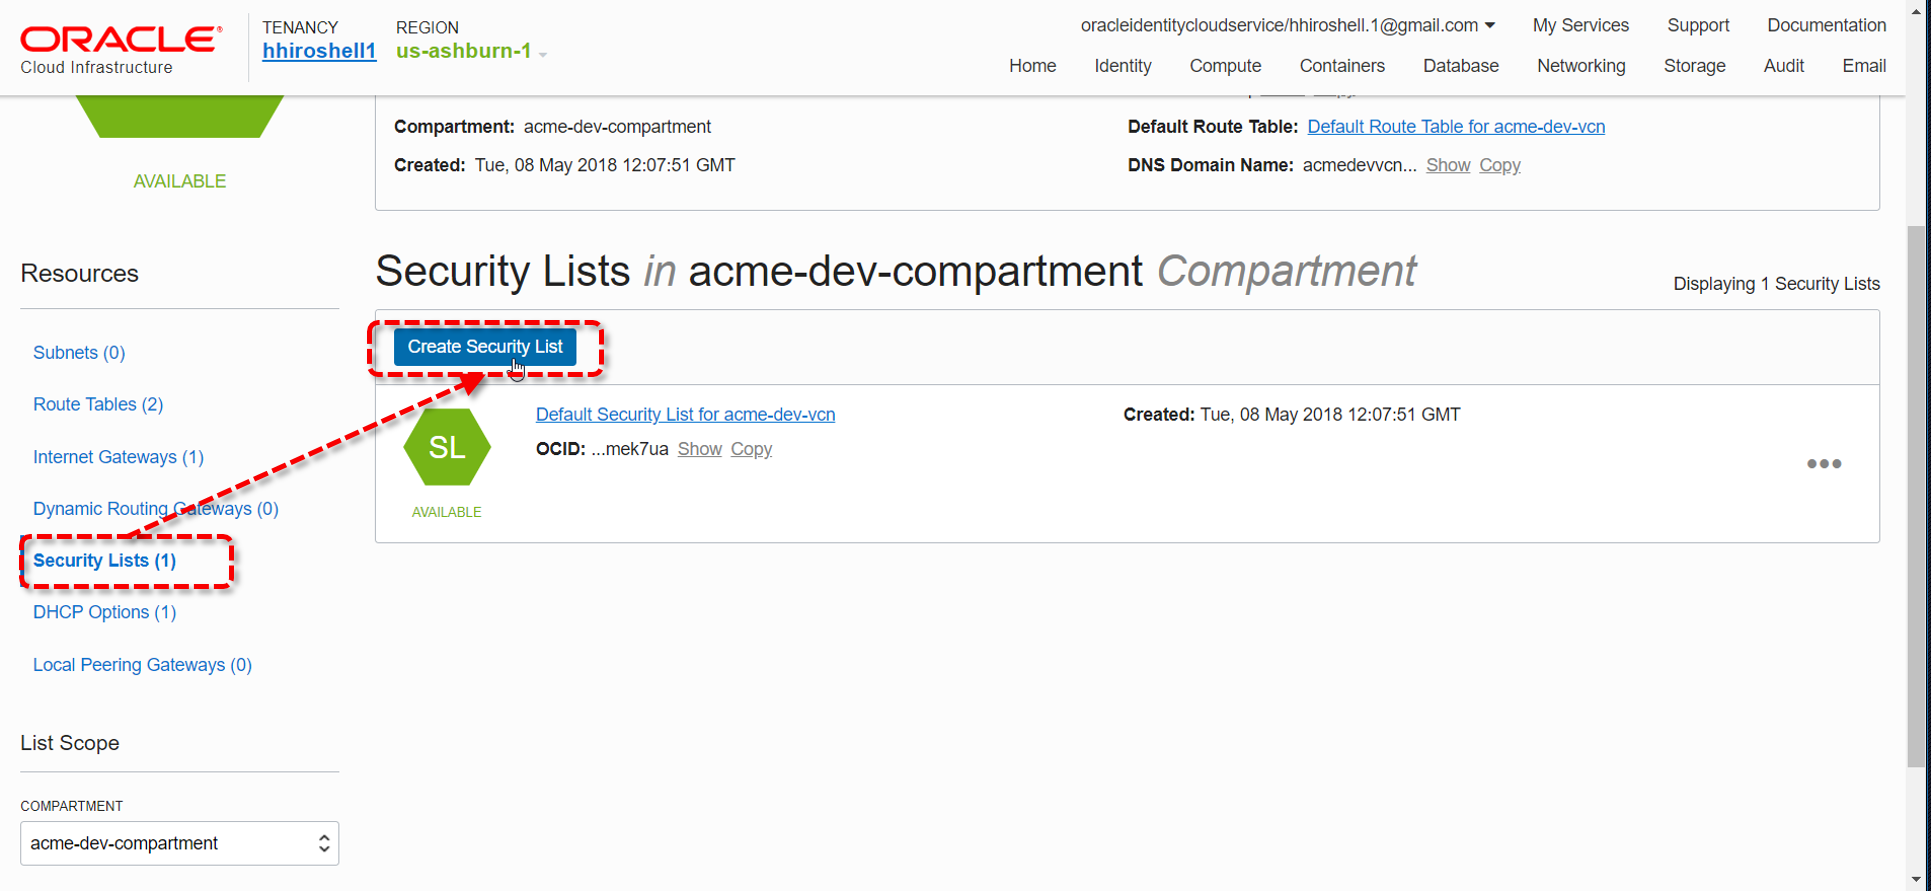 ORACLE®
Cloud Infrastructure
TENANCY
hhiroshell1
REGION
us-ashburn-1
oracleidentitycloudservice/hhiroshell.1@gmail.com
My Services
Support
Documentation
Home
Identity
Compute
Containers
Database
Networking
Storage
Audit
Email
AVAILABLE
Compartment: acme-dev-compartment
Created: Tue, 08 May 2018 12:07:51 GMT
Default Route Table: Default Route Table for acme-dev-vcn
DNS Domain Name: acmedevvcn... Show Copy
Resources
Subnets (0)
Route Tables (2)
Internet Gateways (1)
Dynamic Routing Gateways (0)
Security Lists (1)
DHCP Options (1)
Local Peering Gateways (0)
List Scope
COMPARTMENT
acme-dev-compartment
Security Lists in acme-dev-compartment Compartment
Displaying 1 Security Lists
Create Security List
SL
AVAILABLE
Default Security List for acme-dev-vcn
OCID: ...mek7ua Show Copy
Created: Tue, 08 May 2018 12:07:51 GMT